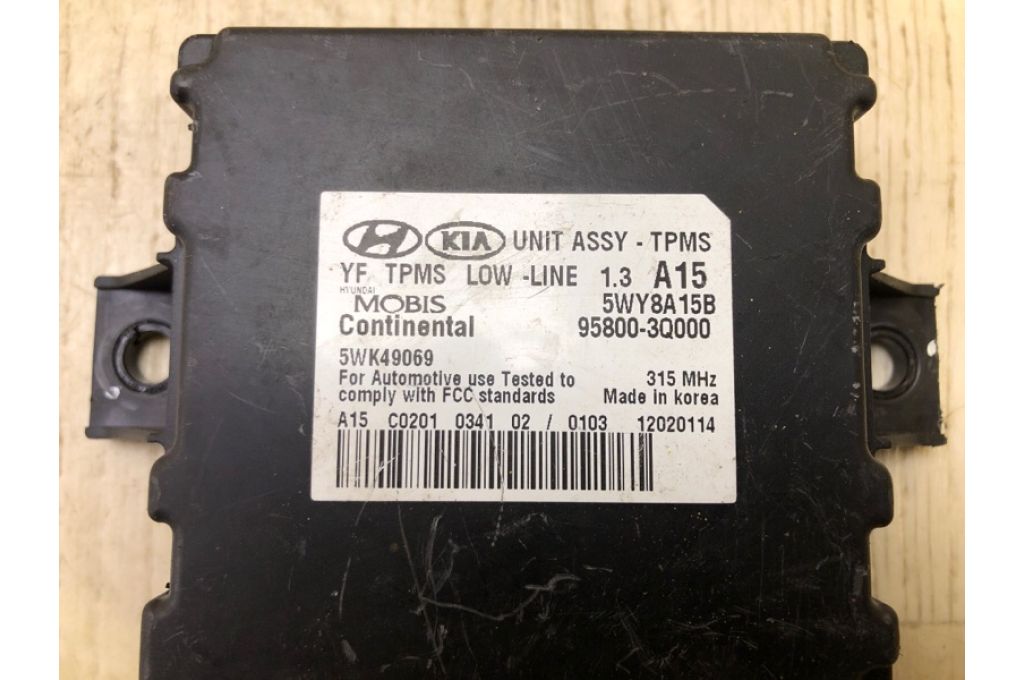 H KIA UNIT ASSY - TPMS
YF TPMS LOW -LINE 1.3 A15
HYUNDAI
MOBIS 5WY8A15B
Continental 95800-3Q000
5WK49069
For Automotive use Tested to 315 MHz
comply with FCC standards Made in korea
A15 C0201 0341 02 / 0103 12020114